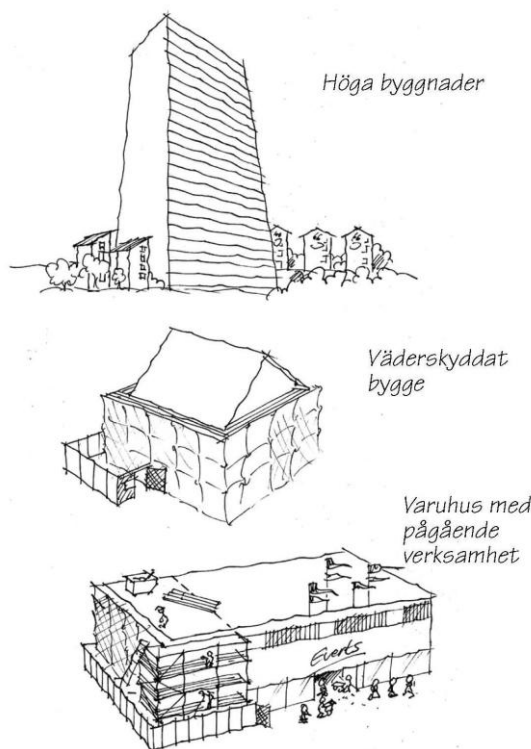 Höga byggnader
Väderskyddat
bygge
Varuhus med
pågående
verksamhet
Everts